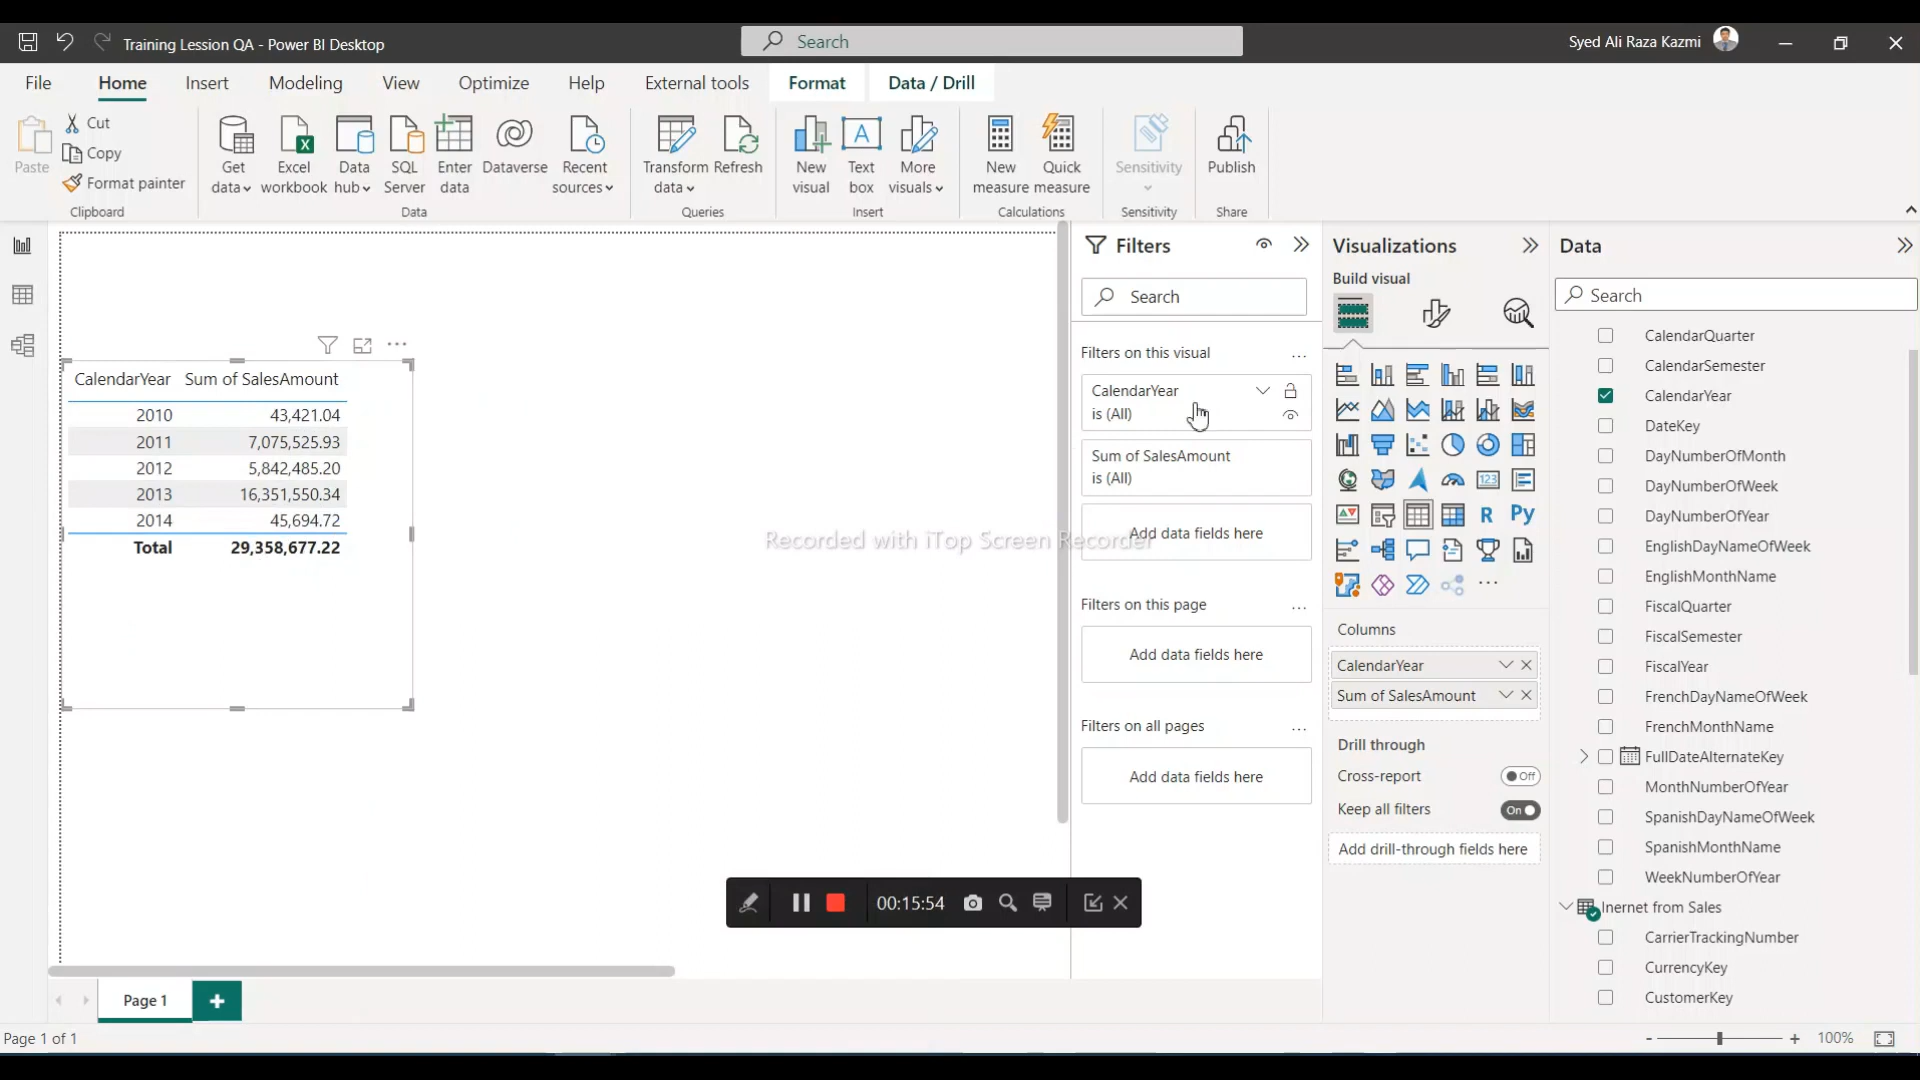 Training Lession QA - Power BI Desktop
Search
Syed Ali Raza Kazmi
File Home Insert Modeling View Optimize Help External tools Format Data / Drill
Paste
Cut
Copy
Format painter
Clipboard
Get data
Excel workbook
Data hub
SQL Server
Enter data
Dataverse
Recent sources
Data
Transform data
Refresh
Queries
New visual
Text box
More visuals
Insert
New measure
Quick measure
Calculations
Sensitivity
Sensitivity
Publish
Share
CalendarYear Sum of SalesAmount
2010 43,421.04
2011 7,075,525.93
2012 5,842,485.20
2013 16,351,550.34
2014 45,694.72
Total 29,358,677.22
Recorded with iTop Screen Recorder
00:15:54
Filters
Search
Filters on this visual ...
CalendarYear
is (All)
Sum of SalesAmount
is (All)
Add data fields here
Filters on this page ...
Add data fields here
Filters on all pages ...
Add data fields here
Visualizations
Build visual
R
Py
123
...
Columns
CalendarYear
Sum of SalesAmount
Drill through
Cross-report Off
Keep all filters On
Add drill-through fields here
Data
Search
CalendarQuarter
CalendarSemester
CalendarYear
DateKey
DayNumberOfMonth
DayNumberOfWeek
DayNumberOfYear
EnglishDayNameOfWeek
EnglishMonthName
FiscalQuarter
FiscalSemester
FiscalYear
FrenchDayNameOfWeek
FrenchMonthName
FullDateAlternateKey
MonthNumberOfYear
SpanishDayNameOfWeek
SpanishMonthName
WeekNumberOfYear
Inernet from Sales
CarrierTrackingNumber
CurrencyKey
CustomerKey
Page 1
Page 1 of 1
100%